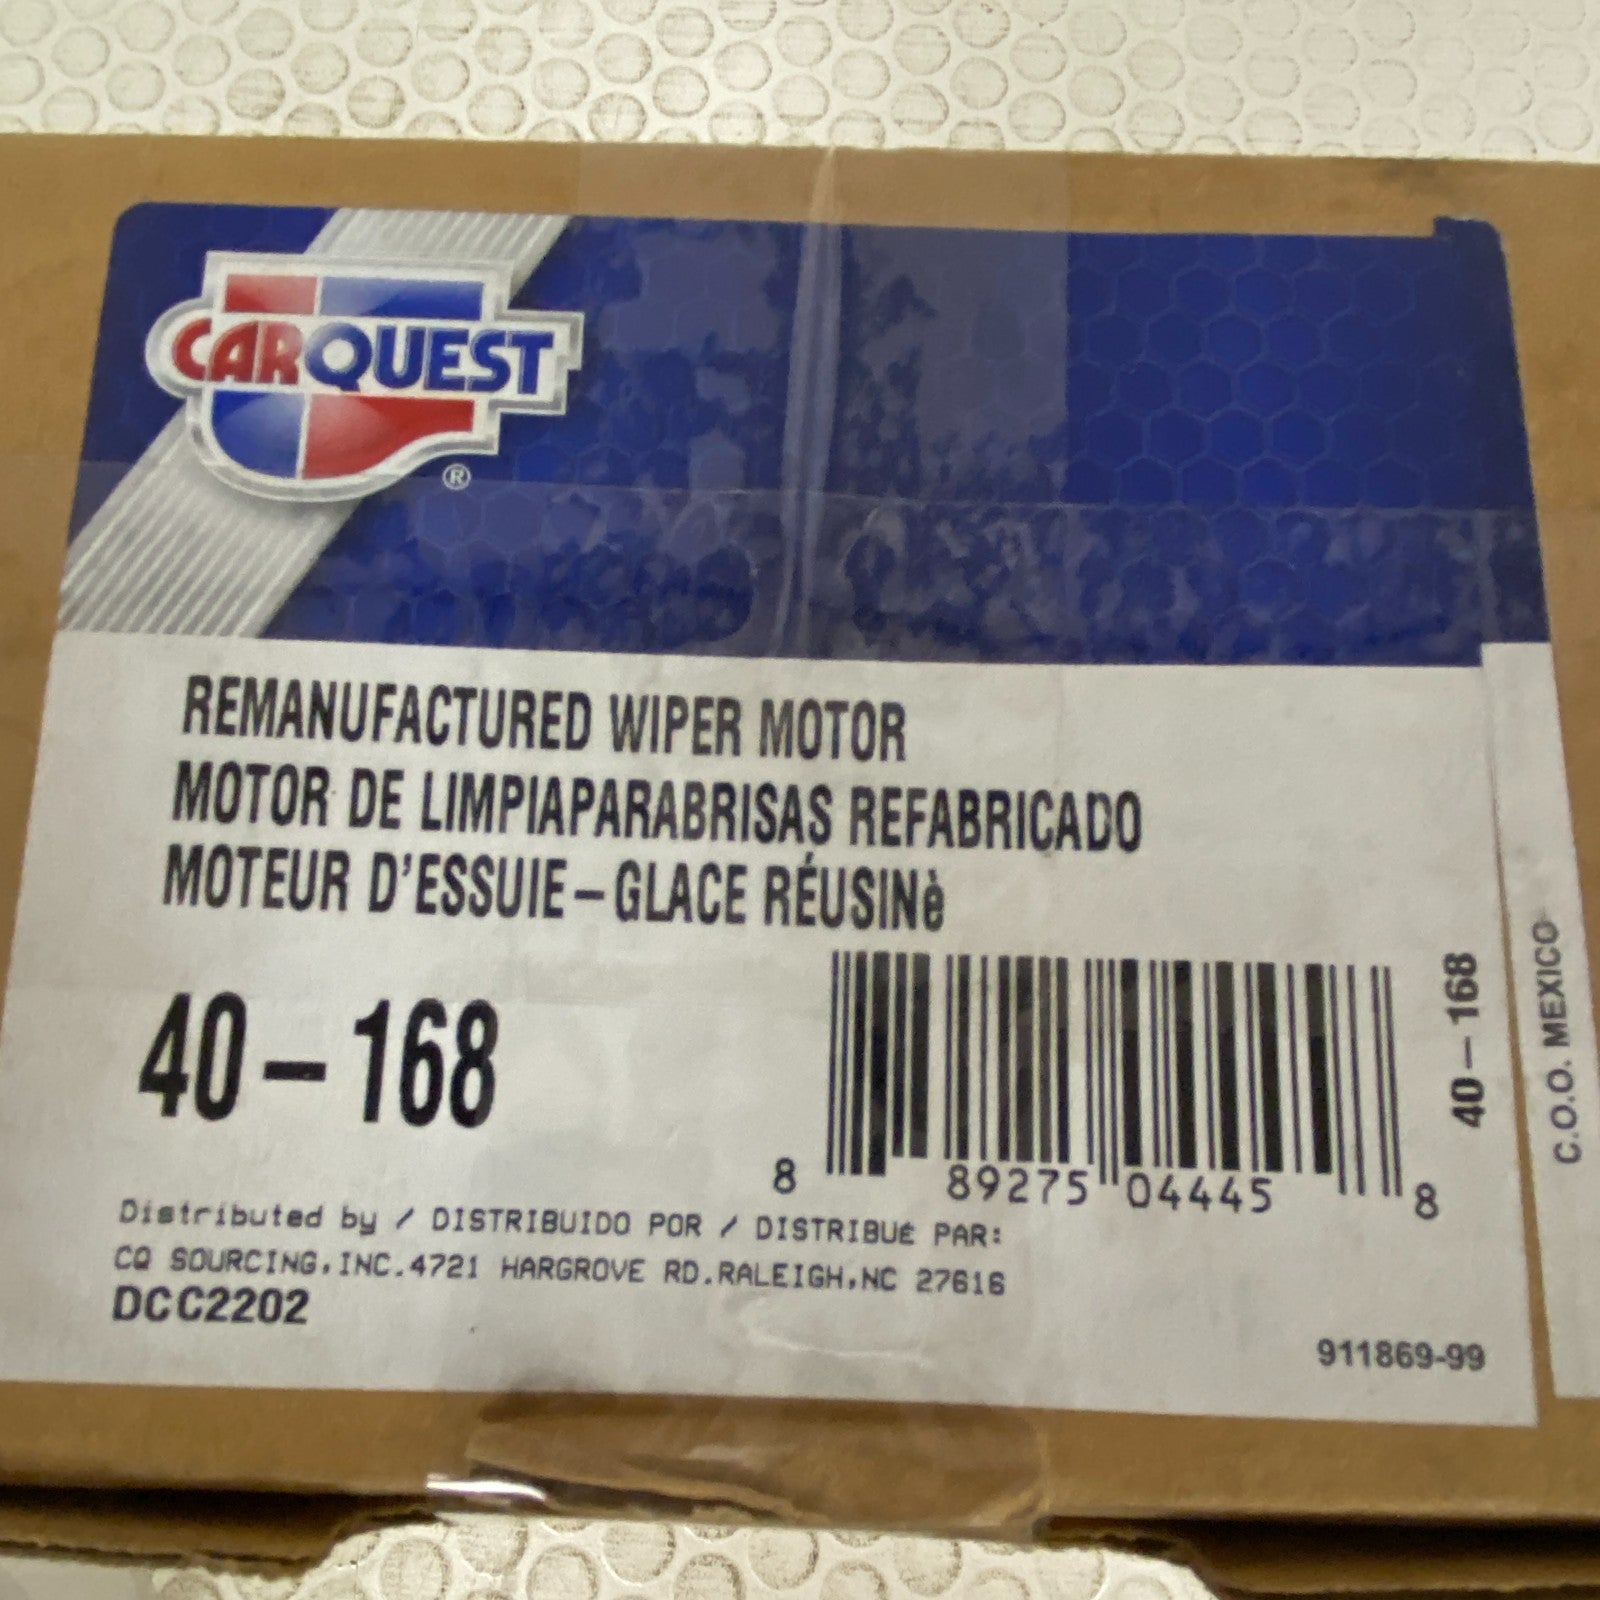 CARQUEST
®
REMANUFACTURED WIPER MOTOR
MOTOR DE LIMPIAPARABRISAS REFABRICADO
MOTEUR D'ESSUIE-GLACE RÉUSINè
40-168
8 89275 04445 8
40-168
C.O.O. MEXICO
Distributed by / DISTRIBUIDO POR / DISTRIBUÉ PAR:
CQ SOURCING,INC.4721 HARGROVE RD.RALEIGH,NC 27616
DCC2202
911869-99